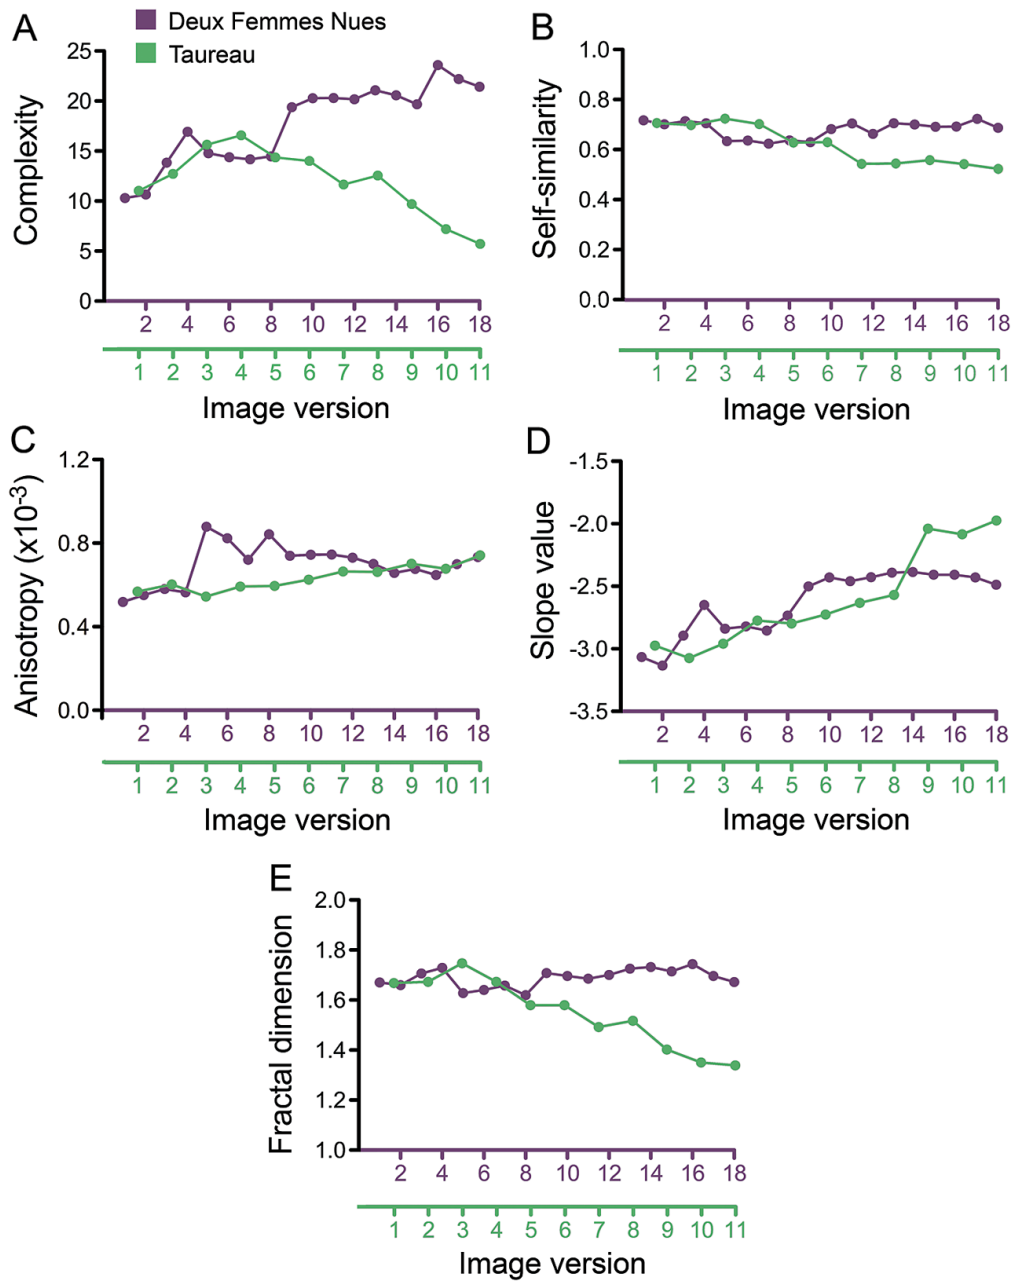 A
Deux Femmes Nues
Taureau
25
20
15
10
5
0
Complexity
2 4 6 8 10 12 14 16 18
1 2 3 4 5 6 7 8 9 10 11
Image version
B
1.0
0.8
0.6
0.4
0.2
0.0
Self-similarity
2 4 6 8 10 12 14 16 18
1 2 3 4 5 6 7 8 9 10 11
Image version
C
1.2
0.8
0.4
0.0
Anisotropy (x10⁻³)
2 4 6 8 10 12 14 16 18
1 2 3 4 5 6 7 8 9 10 11
Image version
D
-1.5
-2.0
-2.5
-3.0
-3.5
Slope value
2 4 6 8 10 12 14 16 18
1 2 3 4 5 6 7 8 9 10 11
Image version
E
2.0
1.8
1.6
1.4
1.2
1.0
Fractal dimension
2 4 6 8 10 12 14 16 18
1 2 3 4 5 6 7 8 9 10 11
Image version